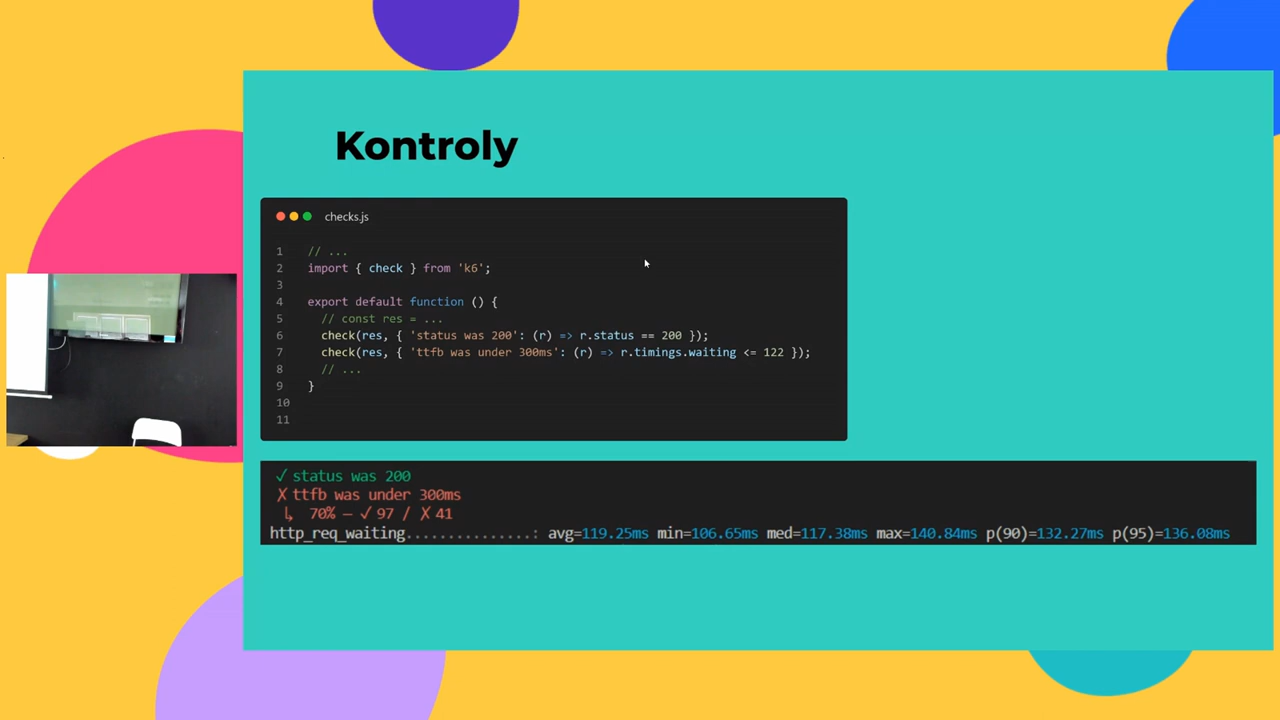 Kontroly
checks.js
1 // ...
2 import { check } from 'k6';
3
4 export default function () {
5 // const res = ...
6 check(res, { 'status was 200': (r) => r.status == 200 });
7 check(res, { 'ttfb was under 300ms': (r) => r.timings.waiting <= 122 });
8 // ...
9 }
10
11
✓ status was 200
✗ ttfb was under 300ms
↳ 70% — ✓ 97 / ✗ 41
http_req_waiting...............: avg=119.25ms min=106.65ms med=117.38ms max=140.84ms p(90)=132.27ms p(95)=136.08ms